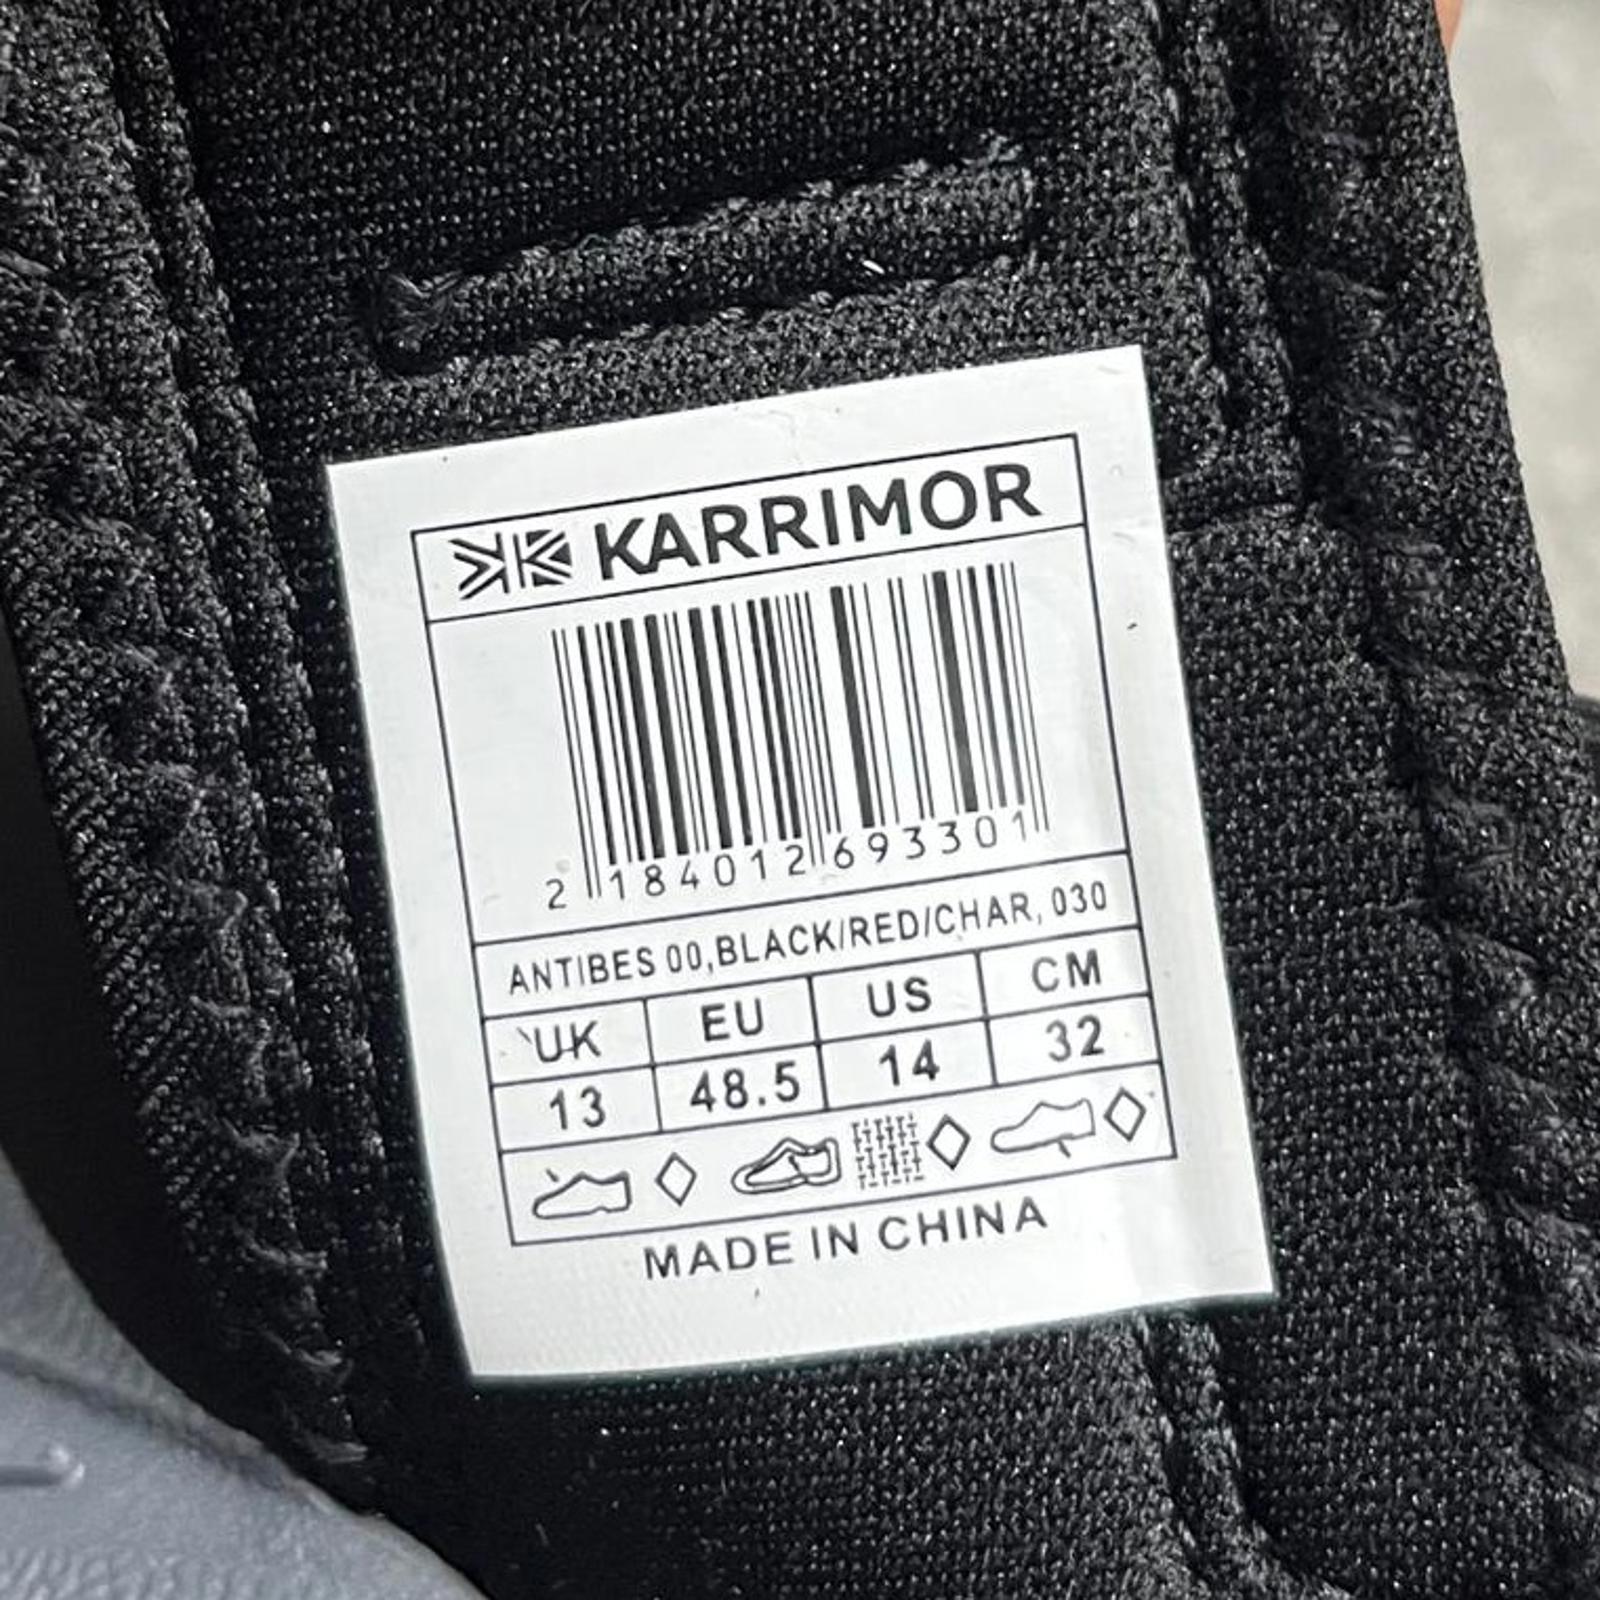 KARRIMOR
2 184012 693301
ANTIBES 00,BLACK/RED/CHAR, 030
UK EU US CM
13 48.5 14 32
MADE IN CHINA